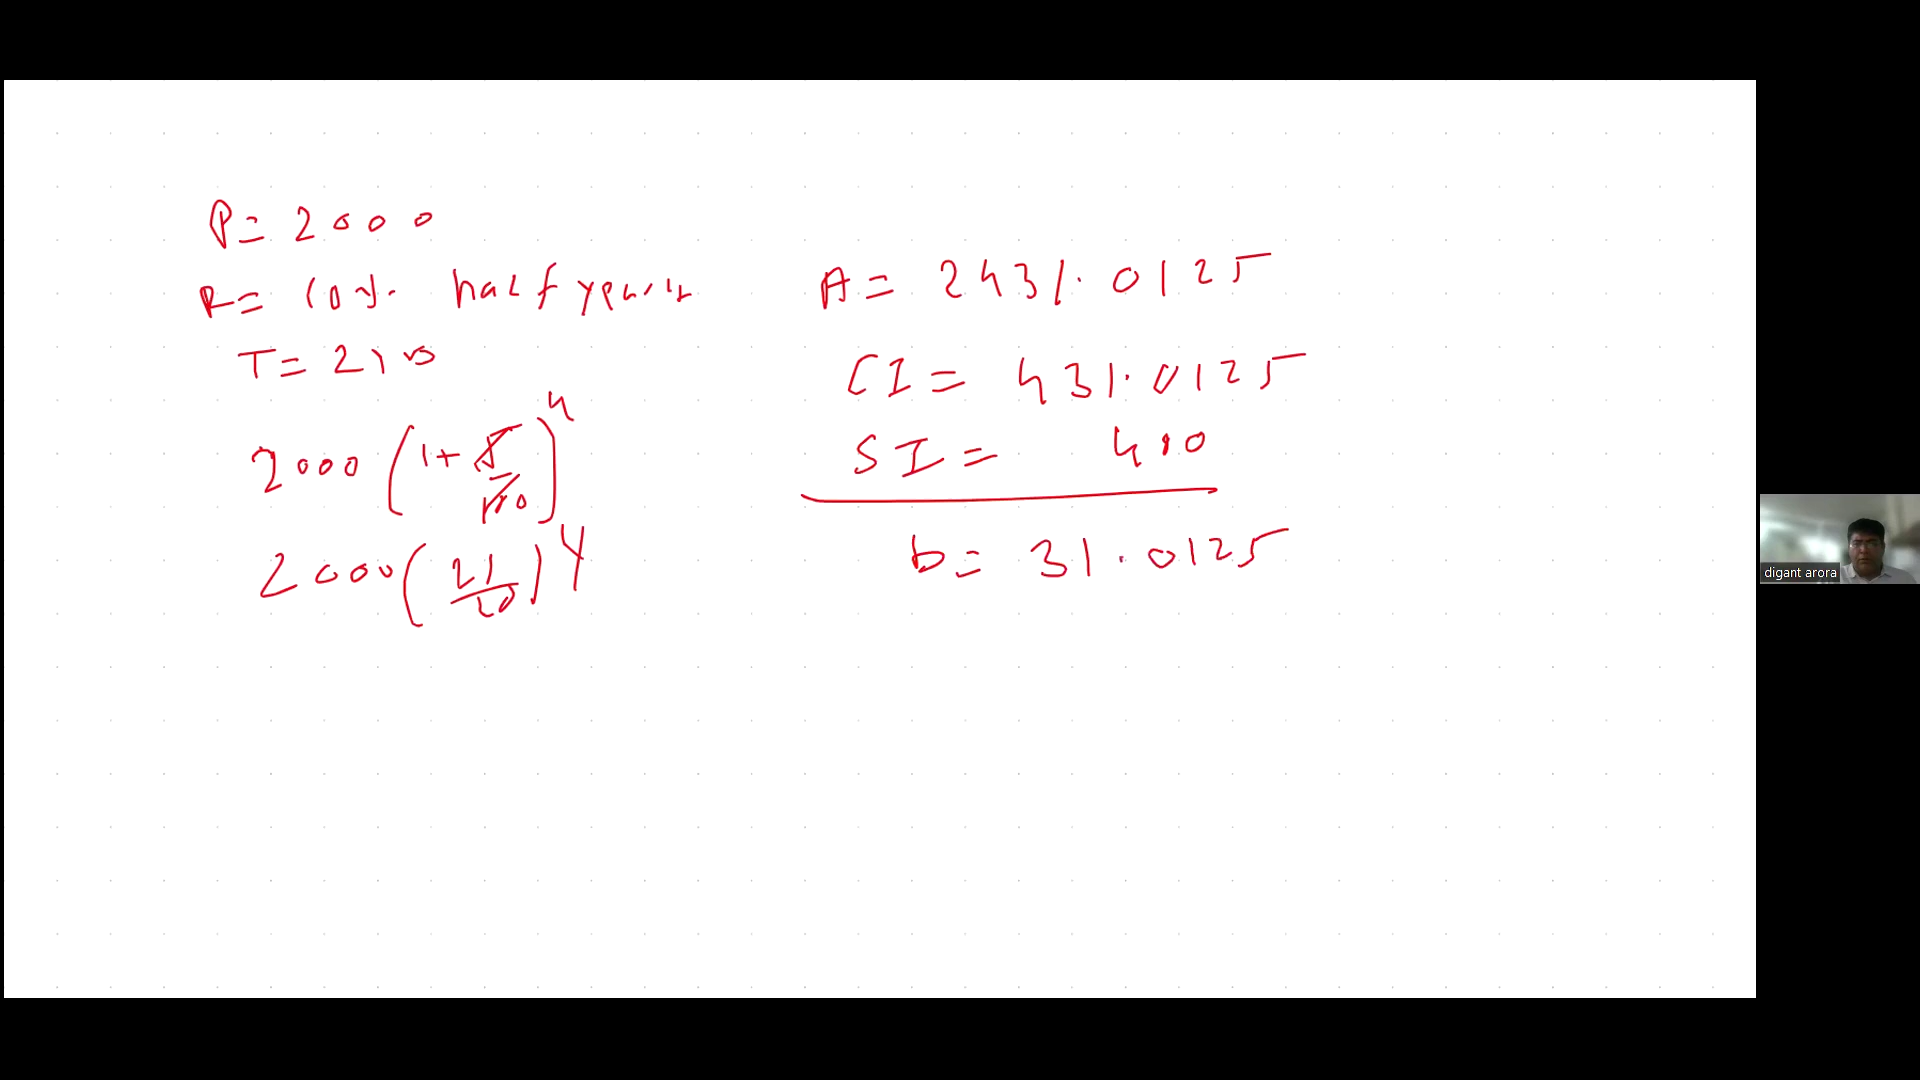 P = 2000
R = 10% half yearly
T = 2 yrs
2000 (1 + 5/100)^4
2000 (21/20)^4
A = 2431.0125
CI = 431.0125
SI = 400
D = 31.0125
digant arora